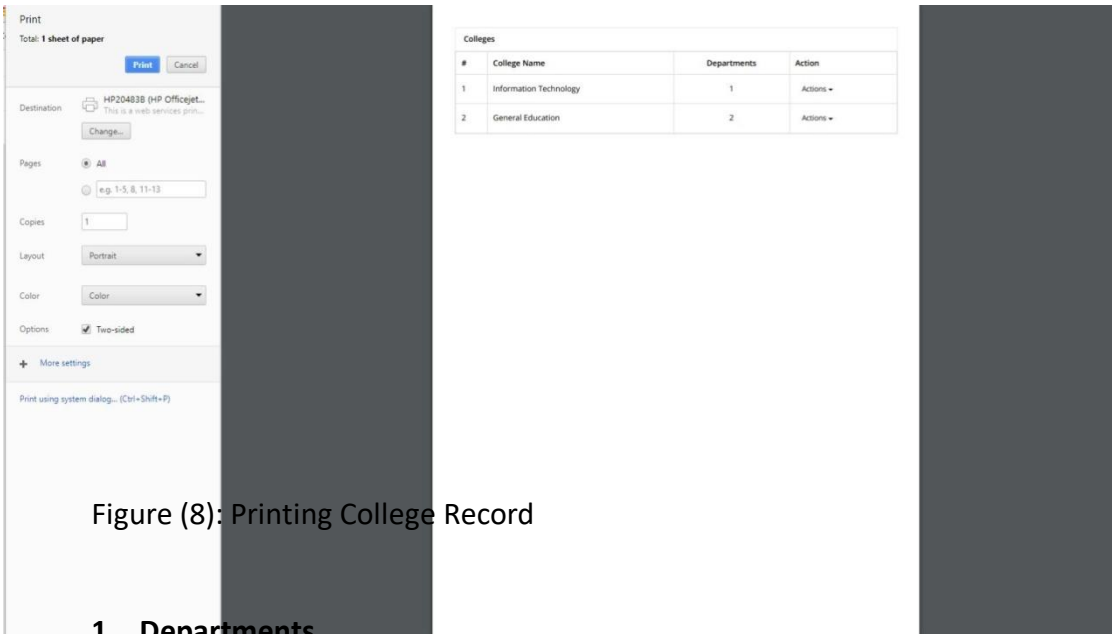 Print
Total: 1 sheet of paper
Print Cancel
Destination HP20483B (HP Officejet...
This is a web services prin...
Change...
Pages All
e.g. 1-5, 8, 11-13
Copies 1
Layout Portrait
Color Color
Options Two-sided
+ More settings
Print using system dialog... (Ctrl+Shift+P)
Colleges
# College Name Departments Action
1 Information Technology 1 Actions
2 General Education 2 Actions
Figure (8): Printing College Record
1 Departments